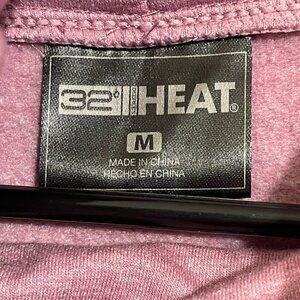 32° HEAT®
M
MADE IN CHINA
HECHO EN CHINA